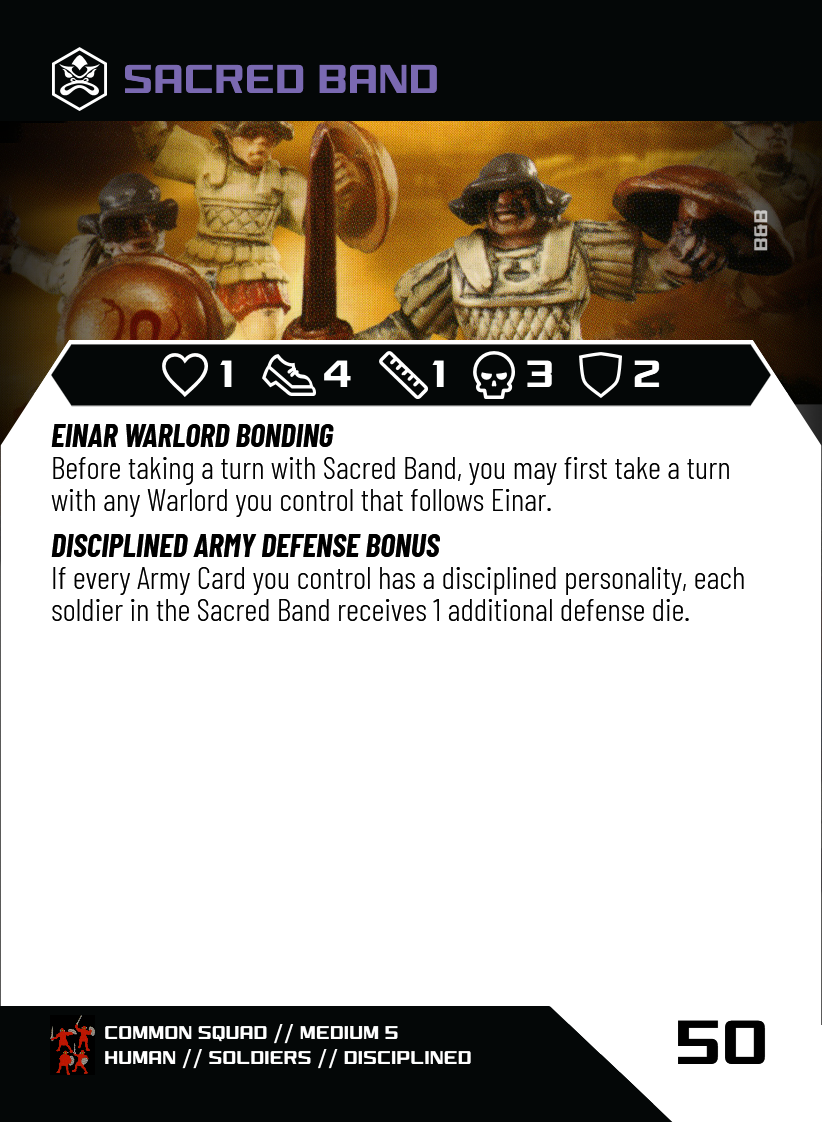 SACRED BAND
B&B
1 4 1 3 2
EINAR WARLORD BONDING
Before taking a turn with Sacred Band, you may first take a turn
with any Warlord you control that follows Einar.
DISCIPLINED ARMY DEFENSE BONUS
If every Army Card you control has a disciplined personality, each
soldier in the Sacred Band receives 1 additional defense die.
COMMON SQUAD // MEDIUM 5
HUMAN // SOLDIERS // DISCIPLINED
50